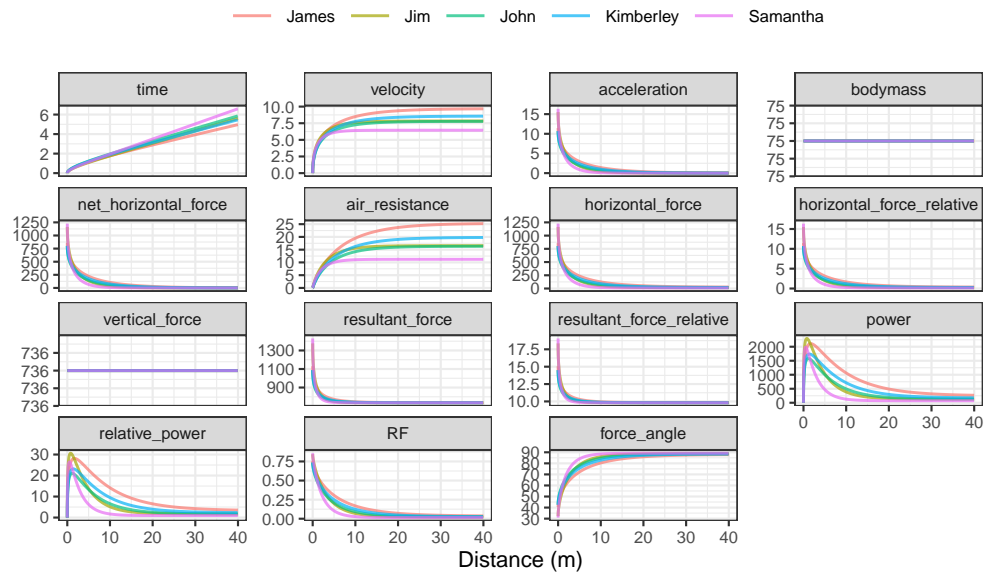 James Jim John Kimberley Samantha
time velocity acceleration bodymass
6 4 2 0
10.0 7.5 5.0 2.5 0.0
15 10 5 0
75 75 75 75 75
net_horizontal_force air_resistance horizontal_force horizontal_force_relative
1250 1000 750 500 250 0
25 20 15 10 5 0
1250 1000 750 500 250 0
15 10 5 0
vertical_force resultant_force resultant_force_relative power
736 736 736 736
1300 1100 900
17.5 15.0 12.5 10.0
2000 1500 1000 500 0
0 10 20 30 40
relative_power RF force_angle
30 20 10 0
0.75 0.50 0.25 0.00
90 80 70 60 50 40 30
0 10 20 30 40 0 10 20 30 40 0 10 20 30 40
Distance (m)